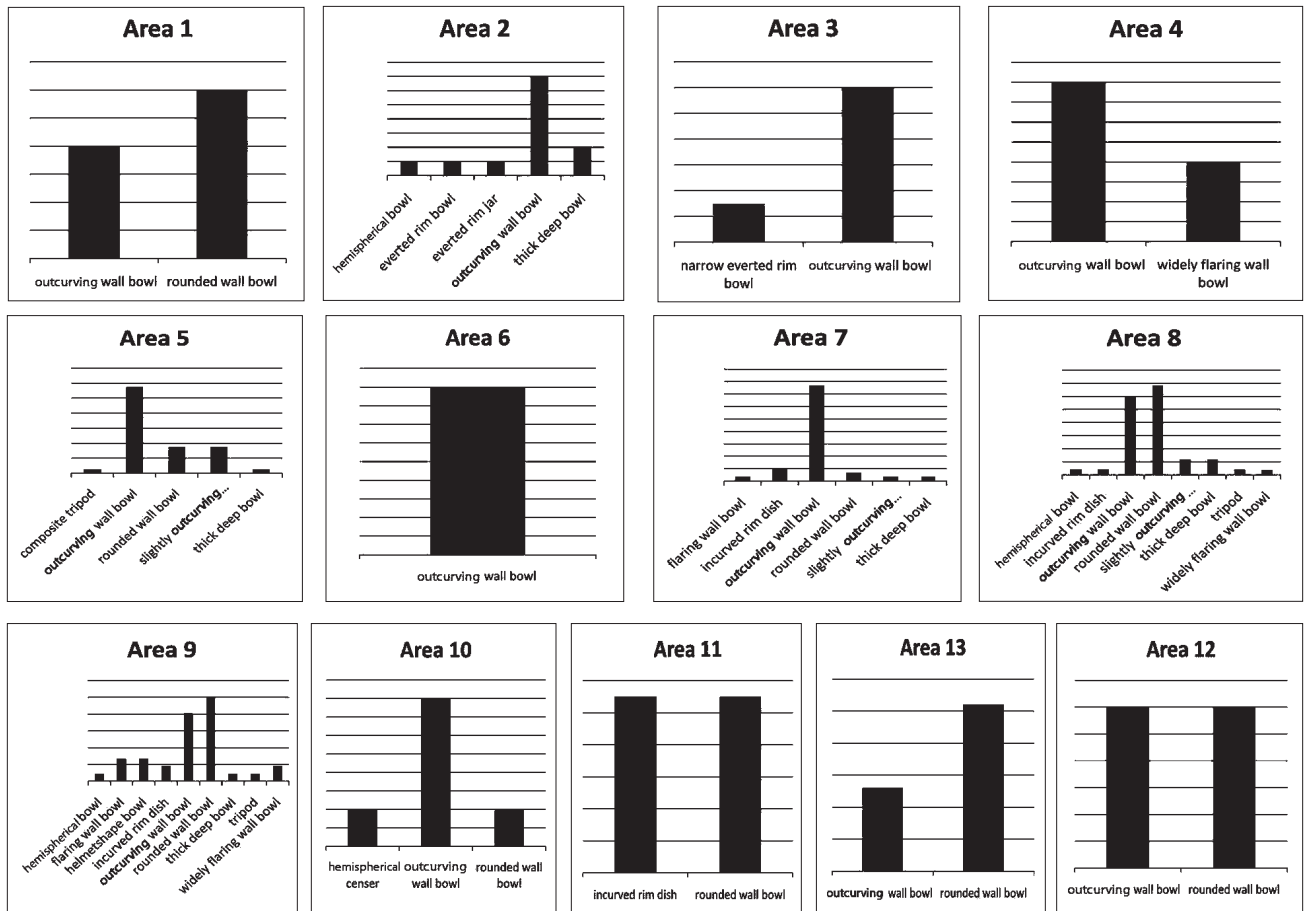 Area 1
outcurving wall bowl rounded wall bowl
Area 2
hemispherical bowl
everted rim bowl
everted rim jar
outcurving wall bowl
thick deep bowl
Area 3
narrow everted rim
bowl
outcurving wall bowl
Area 4
outcurving wall bowl
widely flaring wall
bowl
Area 5
composite tripod
outcurving wall bowl
rounded wall bowl
slightly outcurving...
thick deep bowl
Area 6
outcurving wall bowl
Area 7
flaring wall bowl
incurved rim dish
outcurving wall bowl
rounded wall bowl
slightly outcurving...
thick deep bowl
Area 8
hemispherical bowl
incurved rim dish
outcurving wall bowl
rounded wall bowl
slightly outcurving...
thick deep bowl
tripod
widely flaring wall bowl
Area 9
hemispherical bowl
flaring wall bowl
helmetshape bowl
incurved rim dish
outcurving wall bowl
rounded wall bowl
thick deep bowl
tripod
widely flaring wall bowl
Area 10
hemispherical
censer
outcurving
wall bowl
rounded wall
bowl
Area 11
incurved rim dish
rounded wall bowl
Area 13
outcurving wall bowl
rounded wall bowl
Area 12
outcurving wall bowl
rounded wall bowl